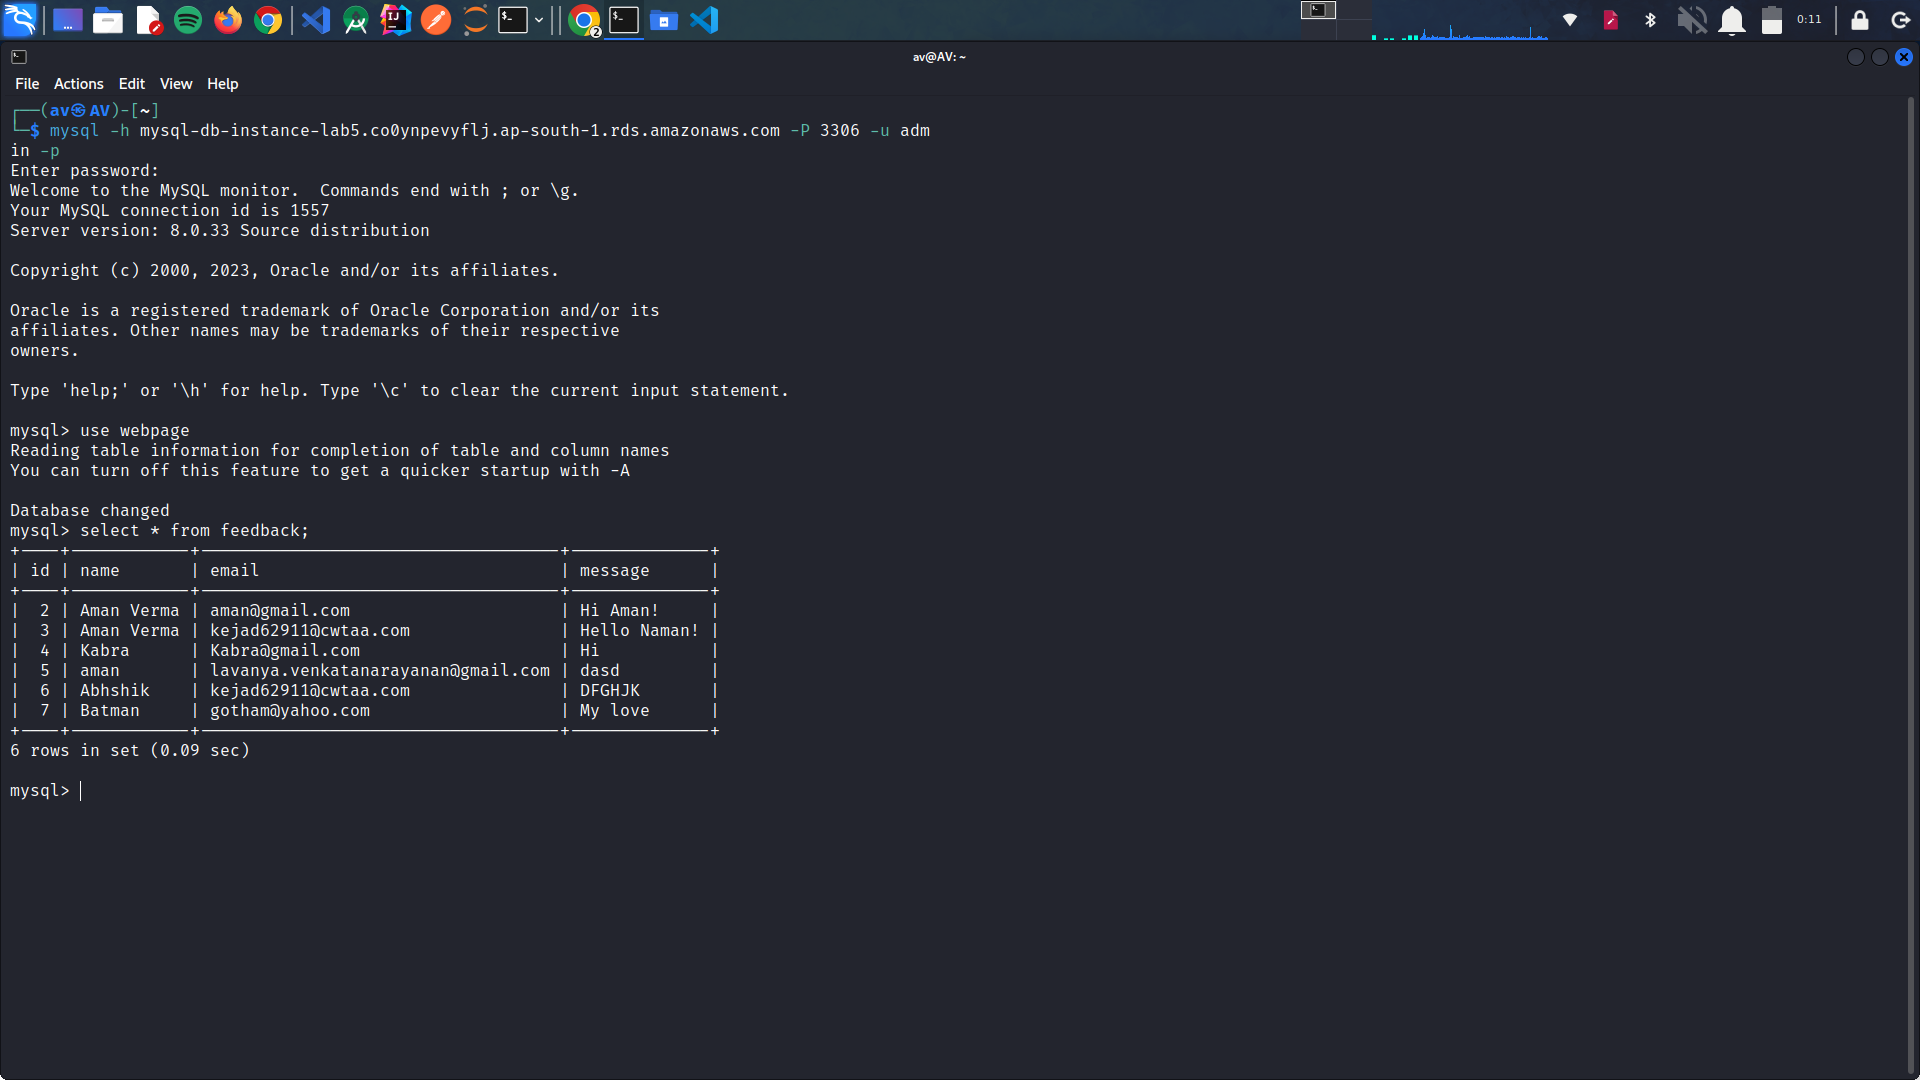 0:11
av@AV: ~
File Actions Edit View Help
┌──(av㉿AV)-[~]
└─$ mysql -h mysql-db-instance-lab5.co0ynpevyflj.ap-south-1.rds.amazonaws.com -P 3306 -u adm
in -p
Enter password:
Welcome to the MySQL monitor.  Commands end with ; or \g.
Your MySQL connection id is 1557
Server version: 8.0.33 Source distribution
Copyright (c) 2000, 2023, Oracle and/or its affiliates.
Oracle is a registered trademark of Oracle Corporation and/or its
affiliates. Other names may be trademarks of their respective
owners.
Type 'help;' or '\h' for help. Type '\c' to clear the current input statement.
mysql> use webpage
Reading table information for completion of table and column names
You can turn off this feature to get a quicker startup with -A
Database changed
mysql> select * from feedback;
+----+------------+------------------------------------+--------------+
| id | name       | email                              | message      |
+----+------------+------------------------------------+--------------+
|  2 | Aman Verma | aman@gmail.com                     | Hi Aman!     |
|  3 | Aman Verma | kejad62911@cwtaa.com               | Hello Naman! |
|  4 | Kabra      | Kabra@gmail.com                    | Hi           |
|  5 | aman       | lavanya.venkatanarayanan@gmail.com | dasd         |
|  6 | Abhshik    | kejad62911@cwtaa.com               | DFGHJK       |
|  7 | Batman     | gotham@yahoo.com                   | My love      |
+----+------------+------------------------------------+--------------+
6 rows in set (0.09 sec)
mysql>